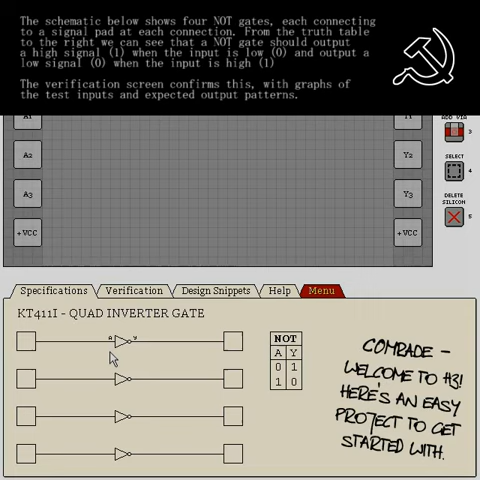 The schematic below shows four NOT gates, each connecting
to a signal pad at each connection. From the truth table
to the right we can see that a NOT gate should output
a high signal (1) when the input is low (0) and output a
low signal (0) when the input is high (1)
The verification screen confirms this, with graphs of
the test inputs and expected output patterns.
ADD VIA
3
A2
Y2
SELECT
4
A3
Y3
DELETE
SILICON
5
+VCC
+VCC
Specifications
Verification
Design Snippets
Help
Menu
KT411I - QUAD INVERTER GATE
A
Y
NOT
A Y
0 1
1 0
COMRADE -
WELCOME TO H3!
HERE'S AN EASY
PROJECT TO GET
STARTED WITH.